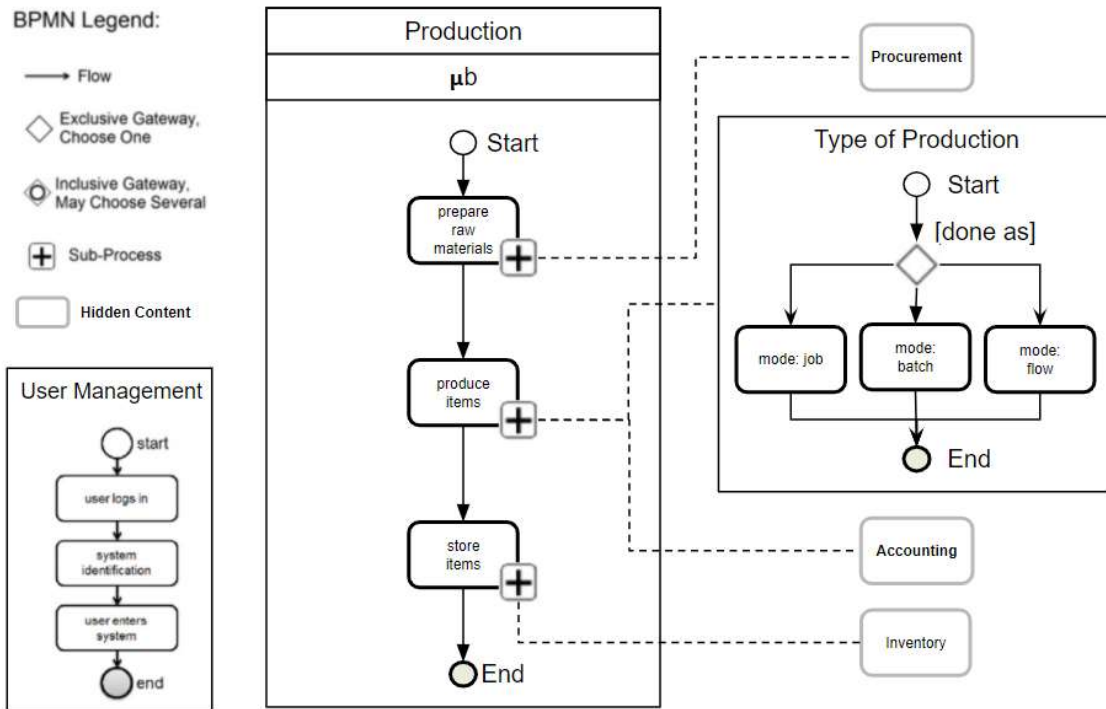 BPMN Legend:
Flow
Exclusive Gateway,
Choose One
Inclusive Gateway,
May Choose Several
Sub-Process
Hidden Content
User Management
start
user logs in
system
identification
user enters
system
end
Production
μb
Start
prepare
raw
materials
produce
items
store
items
End
Procurement
Type of Production
Start
[done as]
mode: job
mode:
batch
mode:
flow
End
Accounting
Inventory